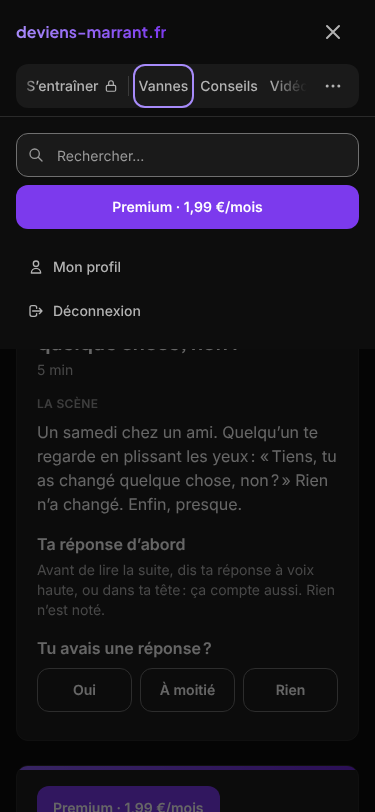 deviens-marrant.fr
S'entraîner Vannes Conseils Vidéo
Rechercher...
Premium · 1,99 €/mois
Mon profil
Déconnexion
quelque chose, non ?
5 min
LA SCÈNE
Un samedi chez un ami. Quelqu'un te
regarde en plissant les yeux : « Tiens, tu
as changé quelque chose, non ? » Rien
n'a changé. Enfin, presque.
Ta réponse d'abord
Avant de lire la suite, dis ta réponse à voix
haute, ou dans ta tête : ça compte aussi. Rien
n'est noté.
Tu avais une réponse ?
Oui À moitié Rien
Premium · 1,99 €/mois